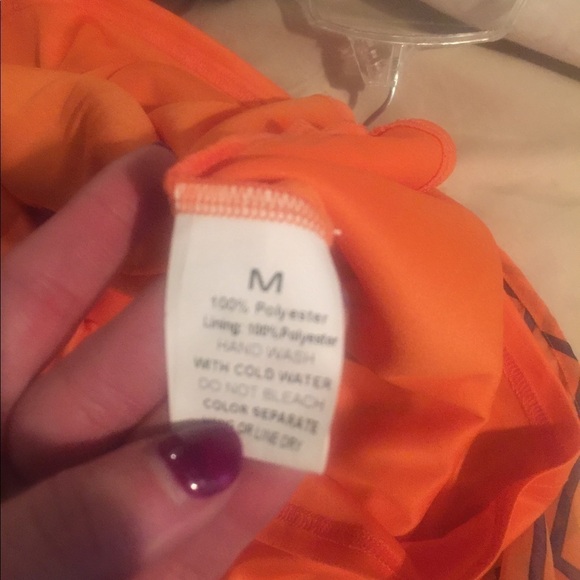 M
100% Polyester
Lining: 100%Polyester
HAND WASH
WITH COLD WATER
DO NOT BLEACH
COLOR SEPARATE
OR LINE DRY